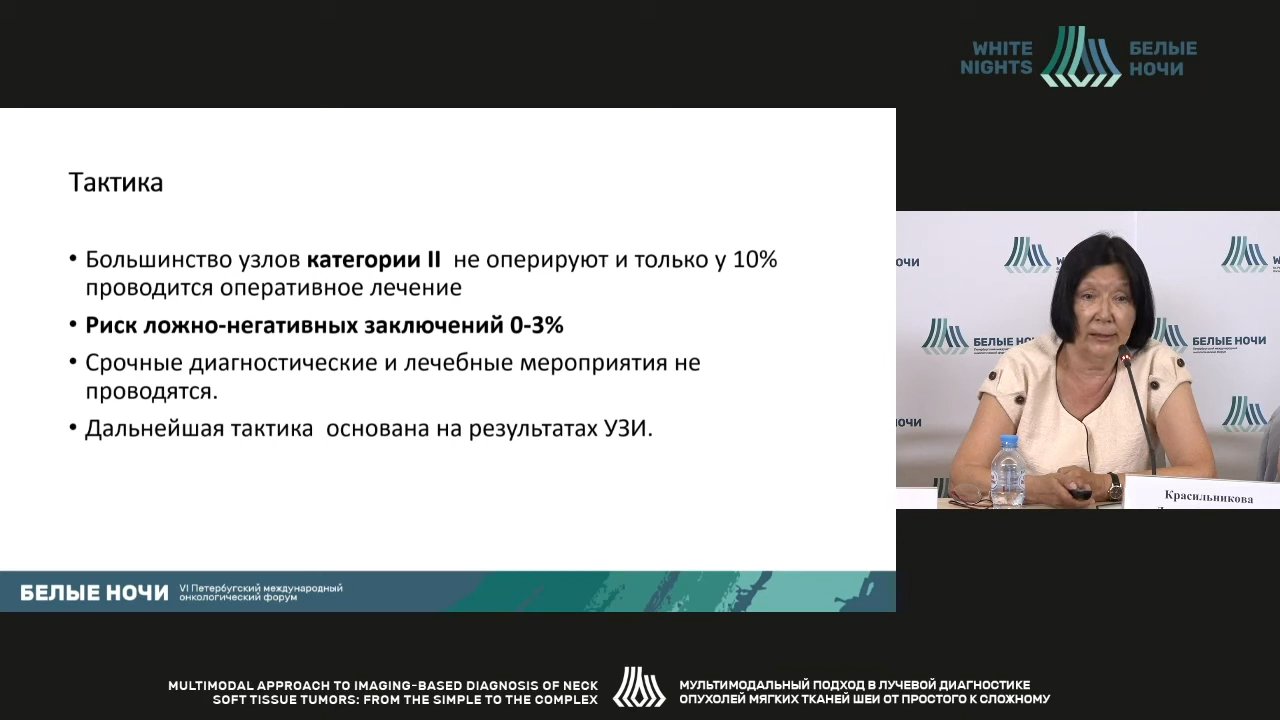 WHITE
NIGHTS
БЕЛЫЕ
НОЧИ
Тактика
• Большинство узлов категории II не оперируют и только у 10%
проводится оперативное лечение
• Риск ложно-негативных заключений 0-3%
• Срочные диагностические и лечебные мероприятия не
проводятся.
• Дальнейшая тактика основана на результатах УЗИ.
БЕЛЫЕ НОЧИ
VI Петербургский международный
онкологический форум
БЕЛЫЕ НОЧИ
Красильникова
MULTIMODAL APPROACH TO IMAGING-BASED DIAGNOSIS OF NECK
SOFT TISSUE TUMORS: FROM THE SIMPLE TO THE COMPLEX
МУЛЬТИМОДАЛЬНЫЙ ПОДХОД В ЛУЧЕВОЙ ДИАГНОСТИКЕ
ОПУХОЛЕЙ МЯГКИХ ТКАНЕЙ ШЕИ ОТ ПРОСТОГО К СЛОЖНОМУ